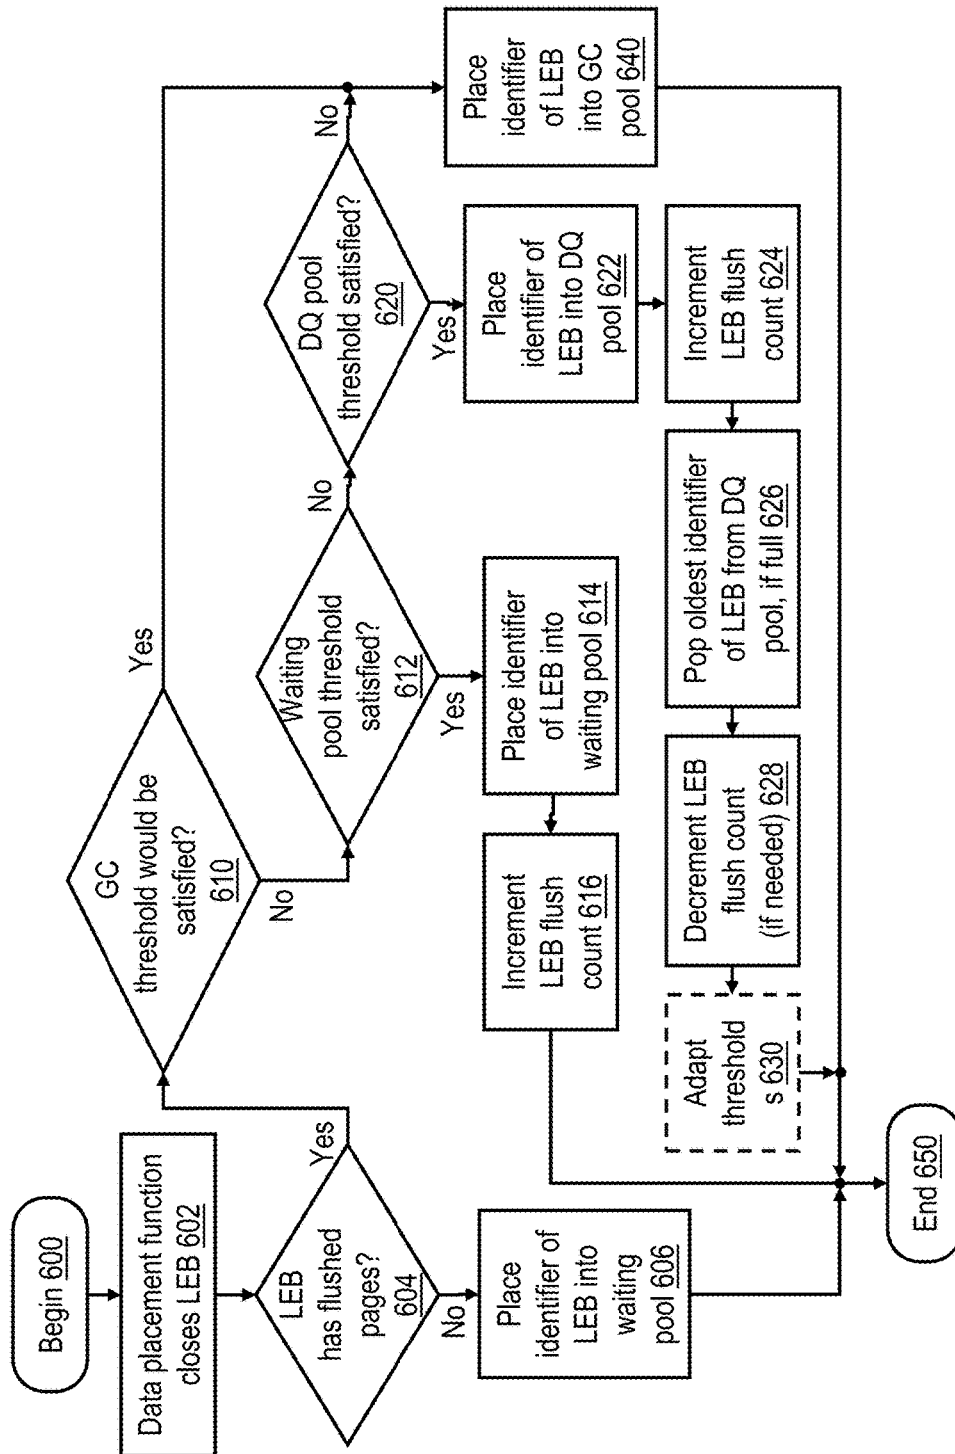 Begin 600
Data placement function
closes LEB 602
LEB
has flushed
pages?
604
Yes
No
Place
identifier of
LEB into
waiting
pool 606
GC
threshold would be
satisfied?
610
Yes
No
Waiting
pool threshold
satisfied?
612
No
Yes
Place identifier
of LEB into
waiting pool 614
Increment
LEB flush
count 616
DQ pool
threshold satisfied?
620
No
Yes
Place
identifier of
LEB into DQ
pool 622
Increment
LEB flush
count 624
Pop oldest identifier
of LEB from DQ
pool, if full 626
Decrement LEB
flush count
(if needed) 628
Adapt
threshold
s 630
Place
identifier
of LEB
into GC
pool 640
End 650